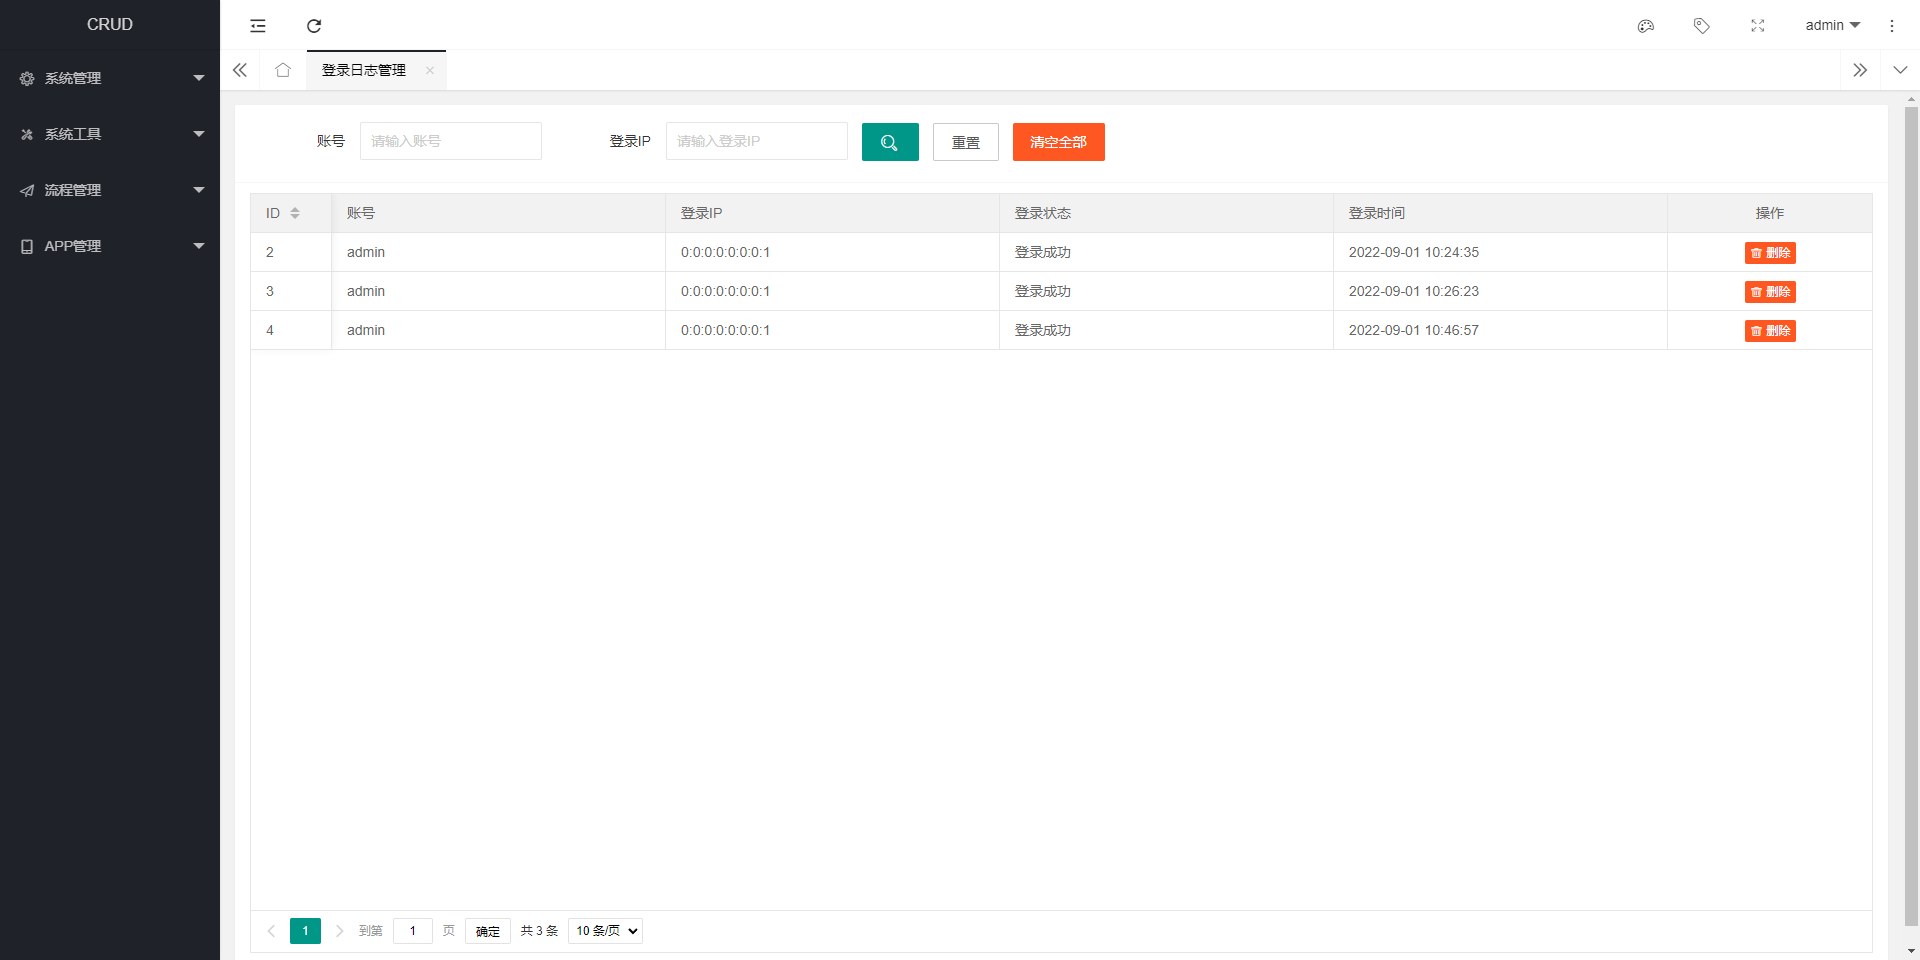 CRUD
系统管理
系统工具
流程管理
APP管理
admin
登录日志管理
账号 请输入账号 登录IP 请输入登录IP 重置 清空全部
ID 账号 登录IP 登录状态 登录时间 操作
2 admin 0:0:0:0:0:0:0:1 登录成功 2022-09-01 10:24:35 删除
3 admin 0:0:0:0:0:0:0:1 登录成功 2022-09-01 10:26:23 删除
4 admin 0:0:0:0:0:0:0:1 登录成功 2022-09-01 10:46:57 删除
1 到第 1 页 确定 共 3 条 10 条/页